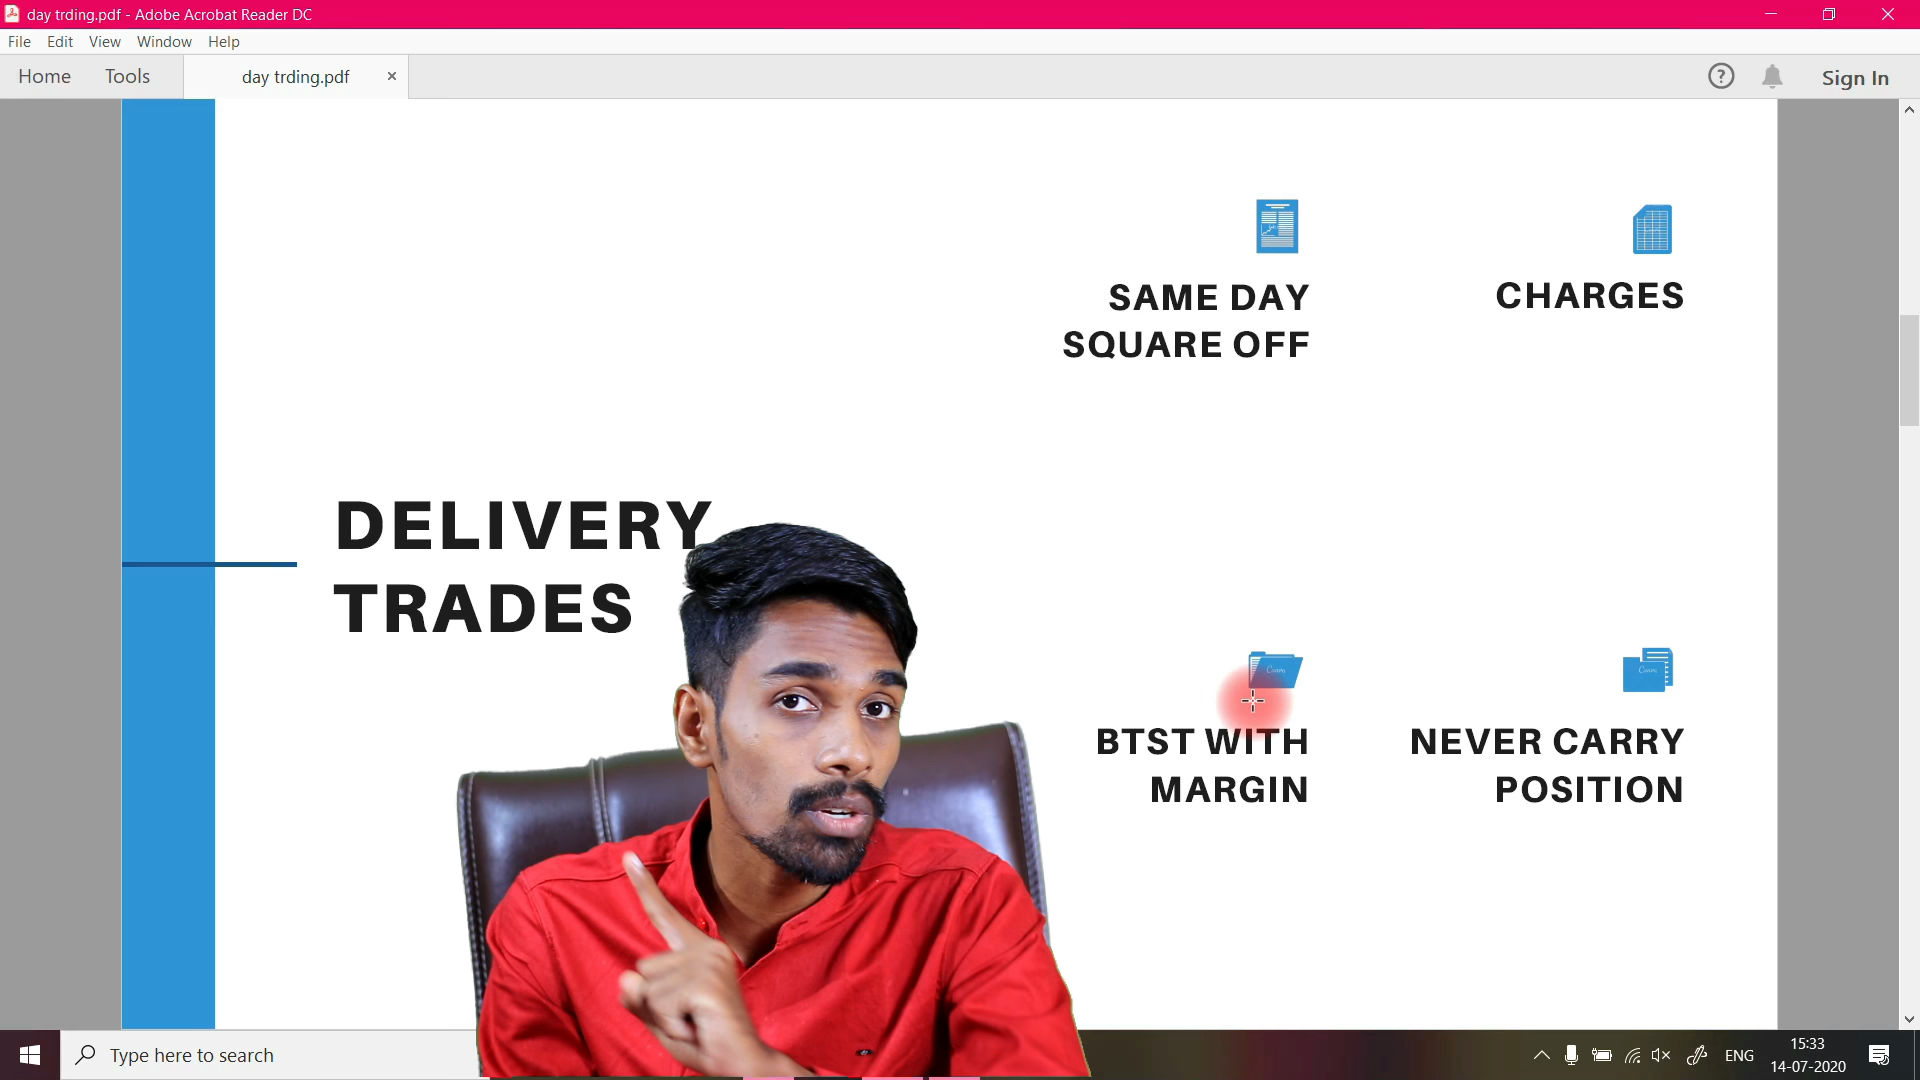 day trding.pdf - Adobe Acrobat Reader DC
File Edit View Window Help
Home Tools day trding.pdf × ? Sign In
SAME DAY
SQUARE OFF
CHARGES
DELIVERY
TRADES
BTST WITH
MARGIN
NEVER CARRY
POSITION
Type here to search
ENG
15:33
14-07-2020